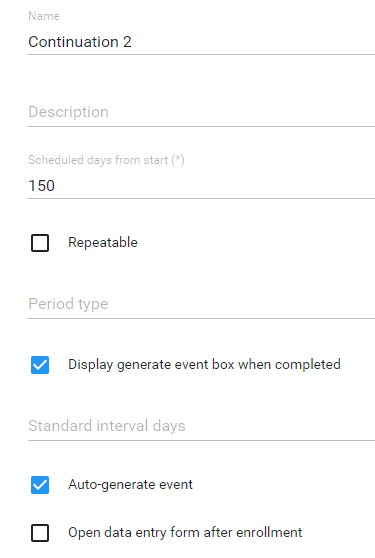 Name
Continuation 2
Description
Scheduled days from start (*)
150
Repeatable
Period type
Display generate event box when completed
Standard interval days
Auto-generate event
Open data entry form after enrollment